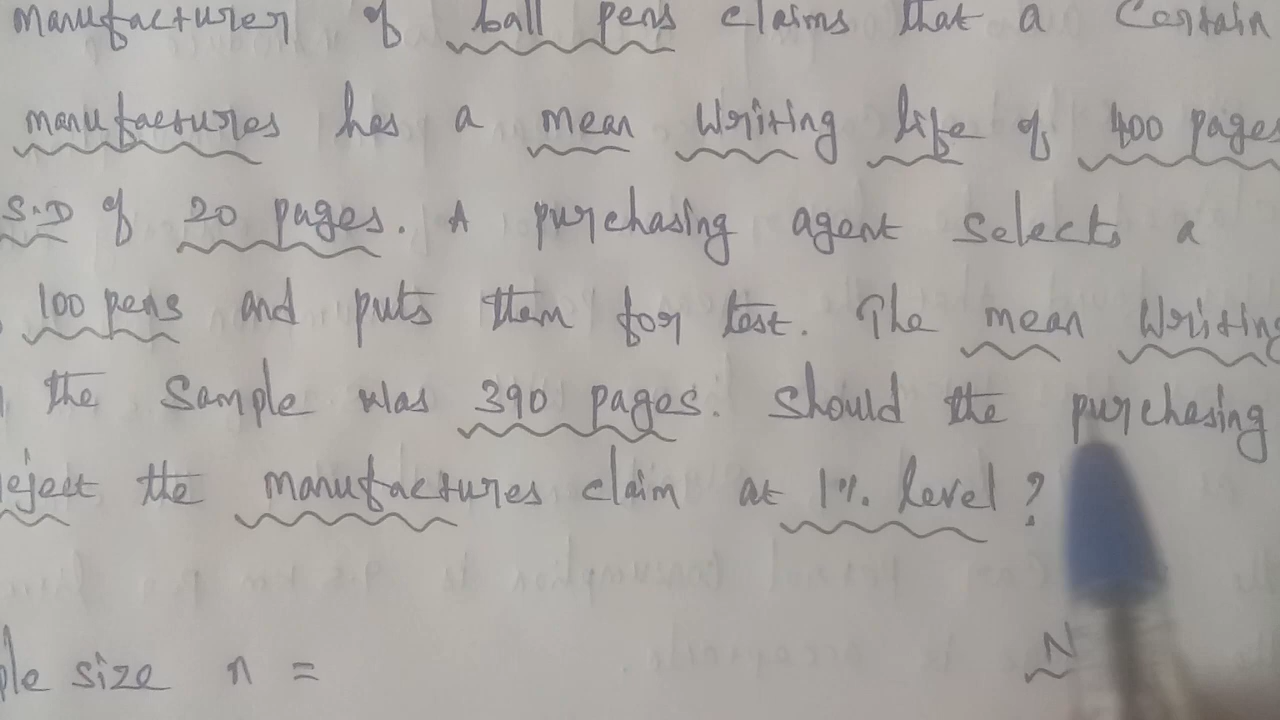 manufacturer of ball pens claims that a Certain
manufactures has a mean Writing life of 400 pages
S.D of 20 pages. A purchasing agent Selects a
100 pens and puts them for test. The mean Writing
the Sample was 390 pages. Should the purchasing
eject the manufactures claim at 1%. level?
ple size n =
N